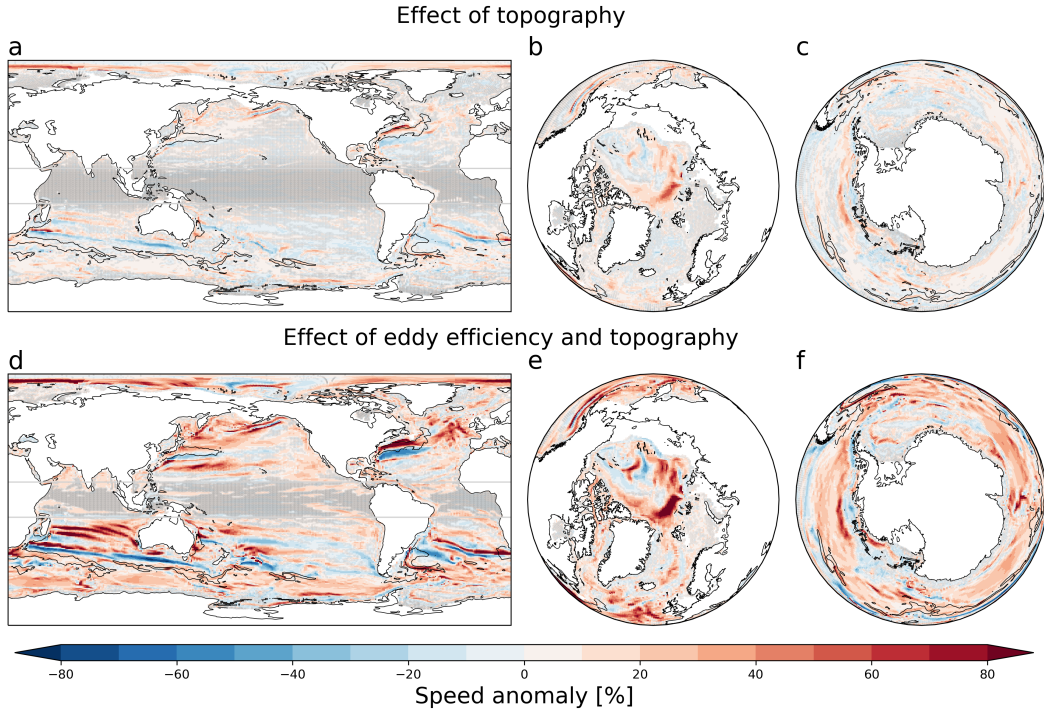 Effect of topography
a b c
Effect of eddy efficiency and topography
d e f
−80 −60 −40 −20 0 20 40 60 80
Speed anomaly [%]